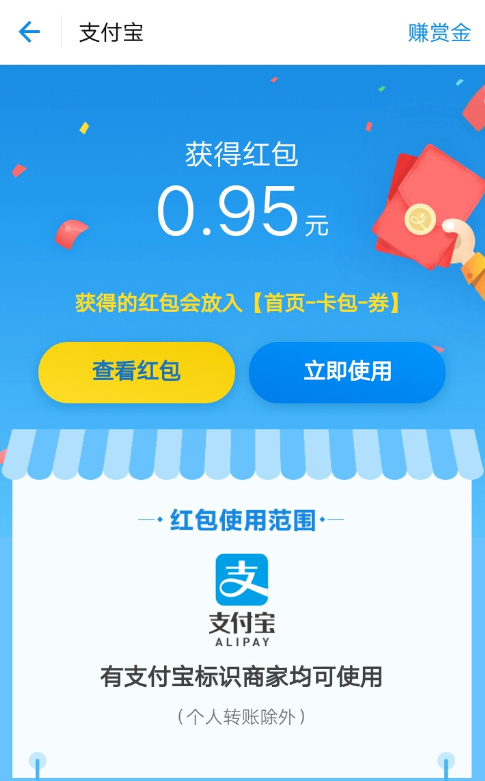 支付宝
赚赏金
获得红包
0.95元
获得的红包会放入【首页-卡包-券】
查看红包
立即使用
红包使用范围
支
支付宝
ALIPAY
有支付宝标识商家均可使用
（个人转账除外）